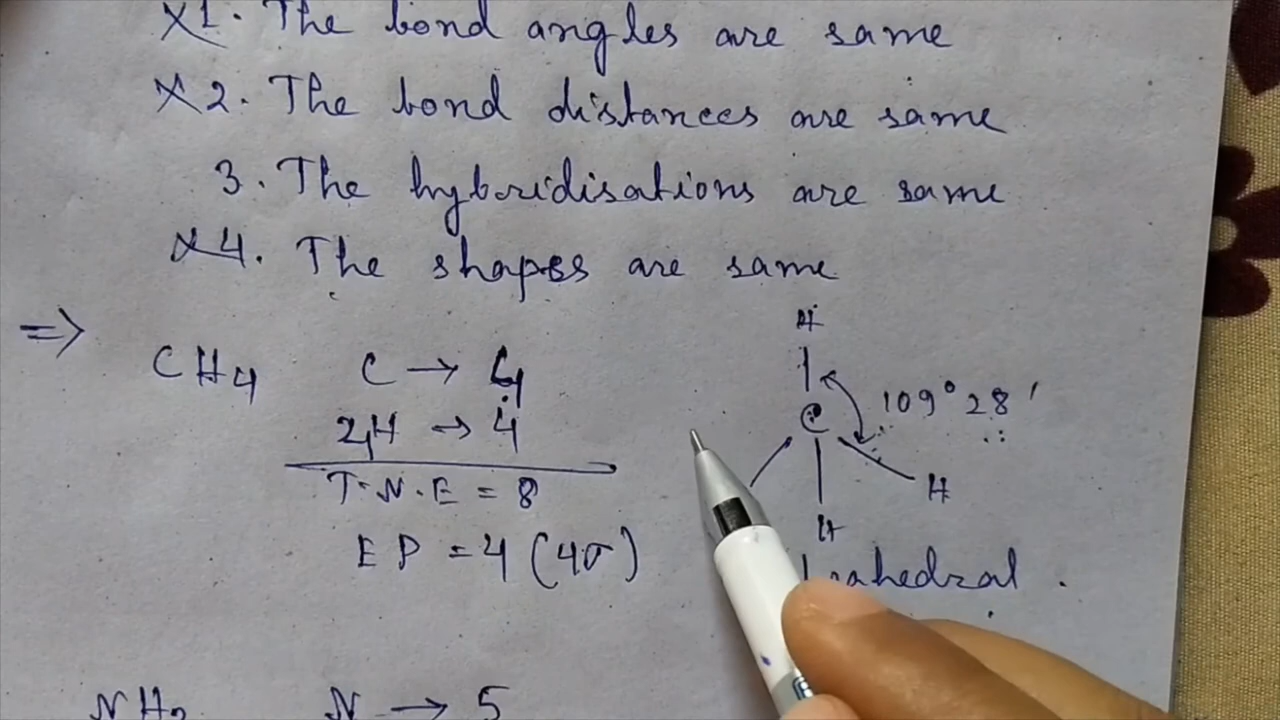 X1. The bond angles are same
X2. The bond distances are same
3. The hybridisations are same
X4. The shapes are same
=>
CH4 C → 4
4H → 4
T.N.E = 8
EP = 4 (4σ)
H
C 109° 28 '
H
H
NH3 N → 5